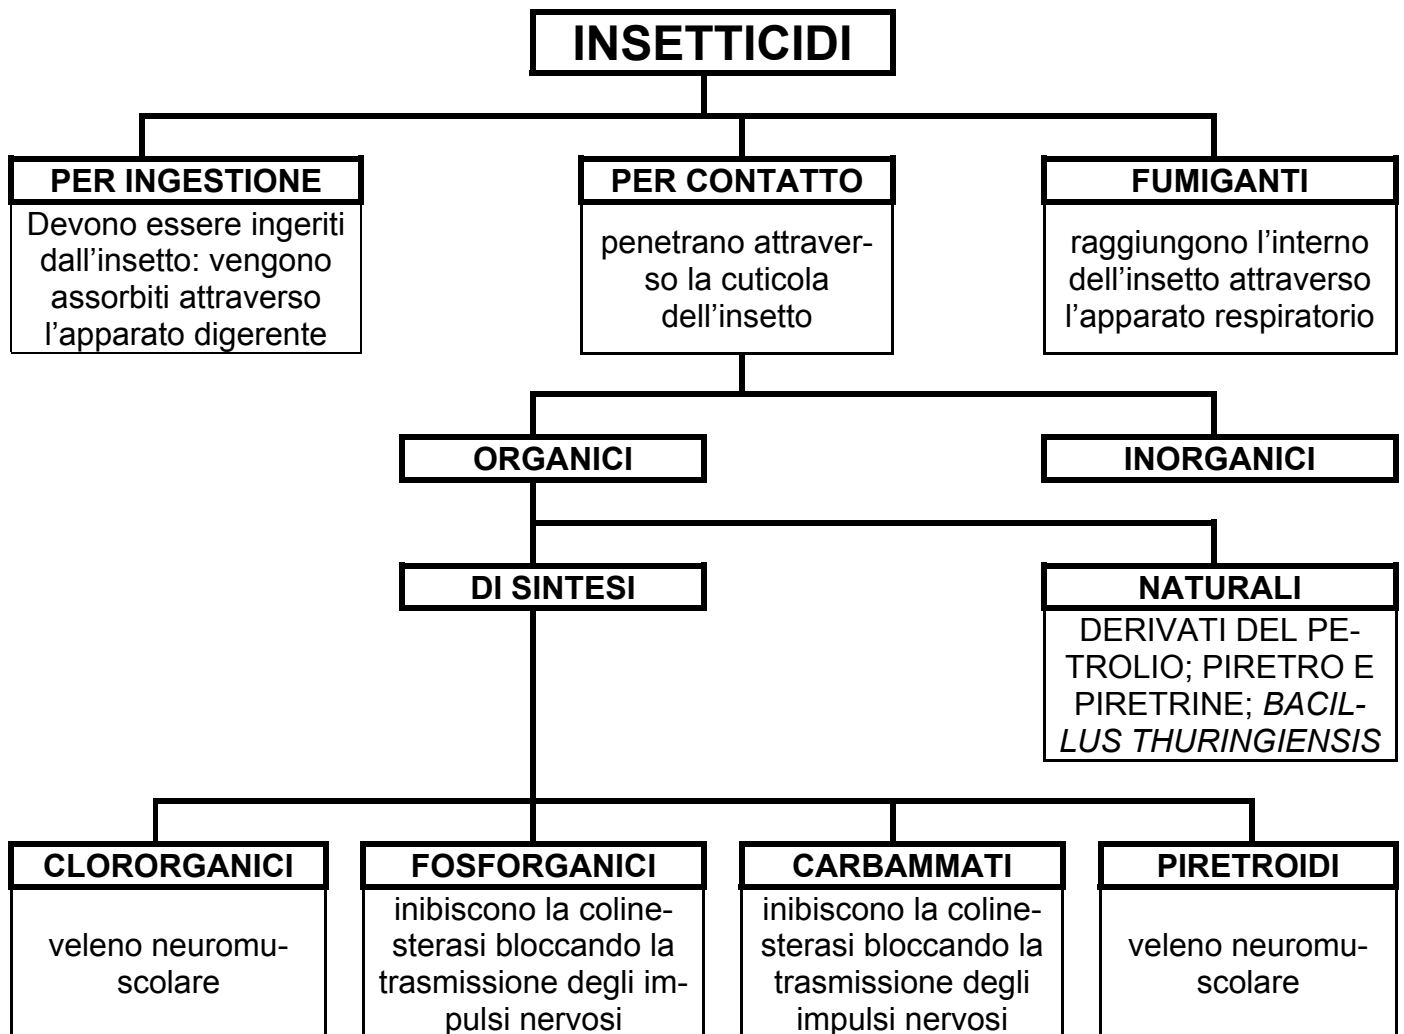 INSETTICIDI
PER INGESTIONE
Devono essere ingeriti
dall’insetto: vengono
assorbiti attraverso
l’apparato digerente
PER CONTATTO
penetrano attraver-
so la cuticola
dell’insetto
FUMIGANTI
raggiungono l’interno
dell’insetto attraverso
l’apparato respiratorio
ORGANICI
INORGANICI
DI SINTESI
NATURALI
DERIVATI DEL PE-
TROLIO; PIRETRO E
PIRETRINE; BACIL-
LUS THURINGIENSIS
CLORORGANICI
veleno neuromu-
scolare
FOSFORGANICI
inibiscono la coline-
sterasi bloccando la
trasmissione degli im-
pulsi nervosi
CARBAMMATI
inibiscono la coline-
sterasi bloccando la
trasmissione degli
impulsi nervosi
PIRETROIDI
veleno neuromu-
scolare